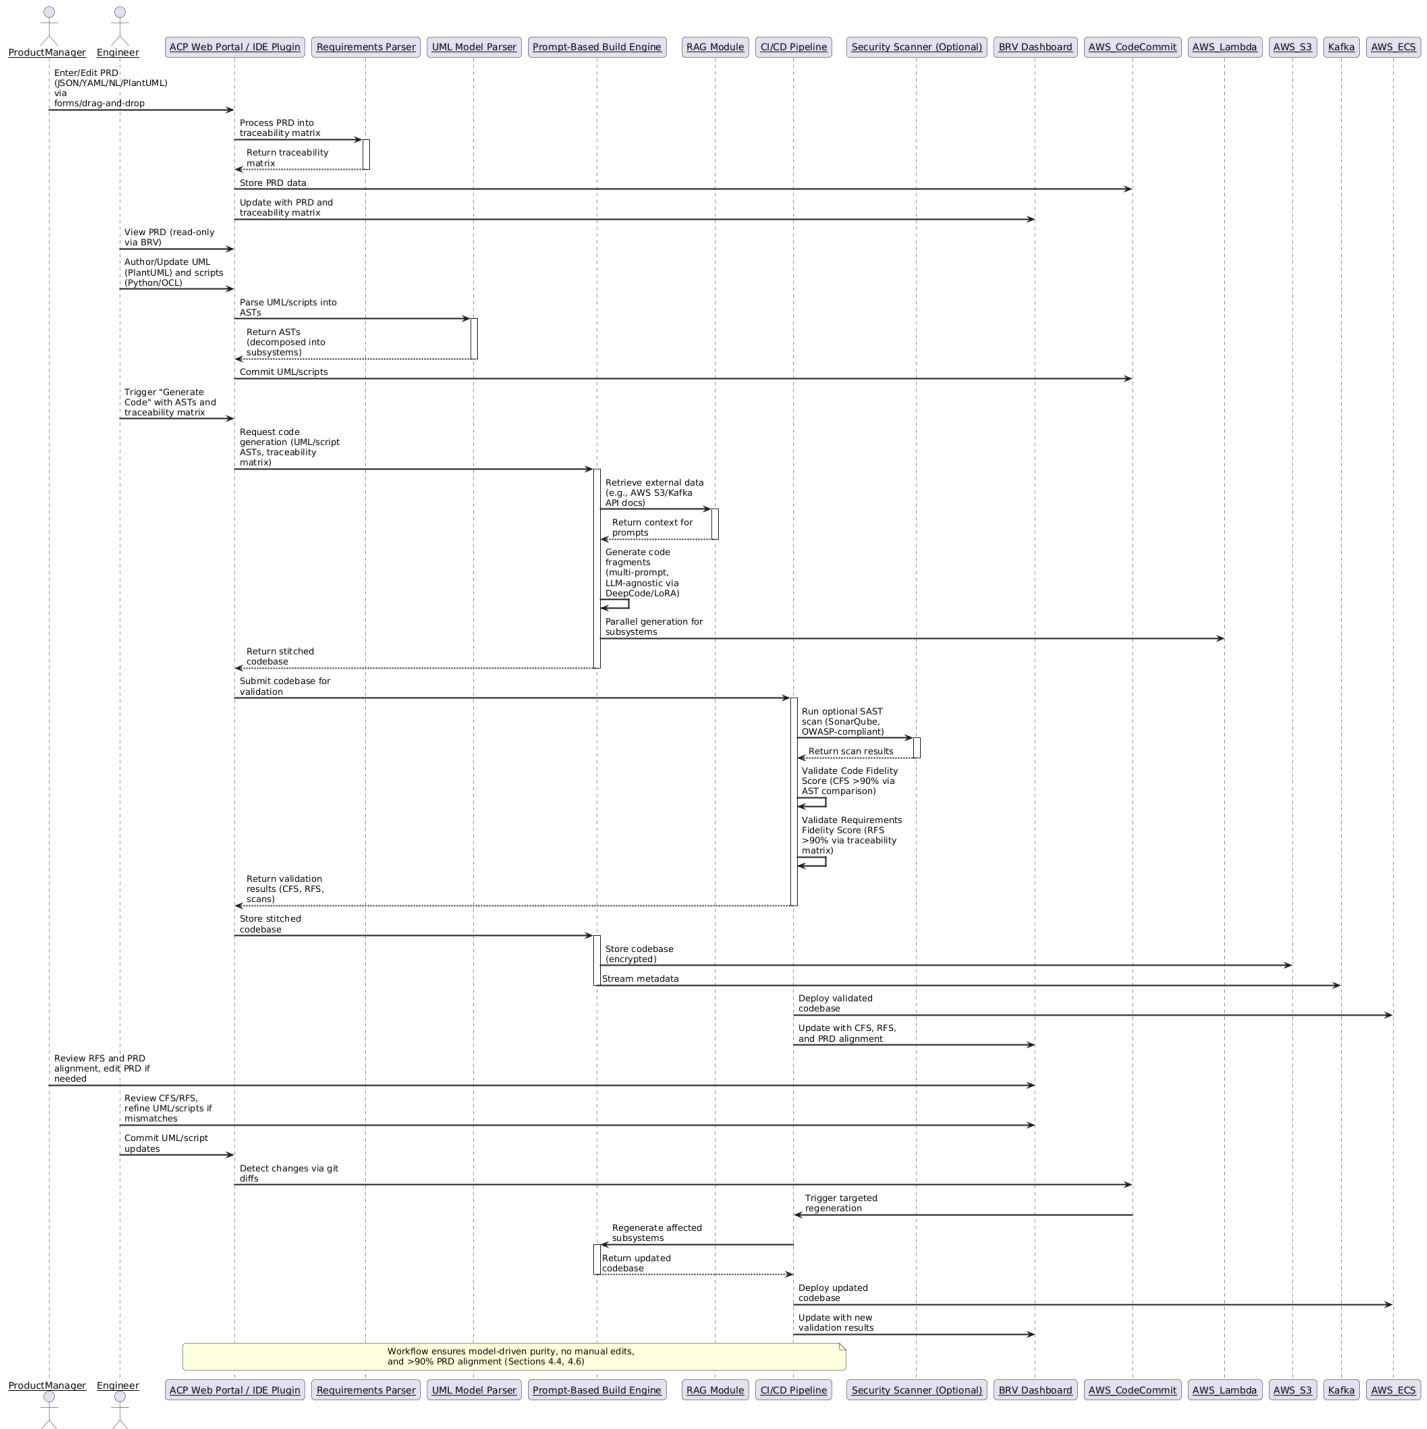 ProductManager
Engineer
ACP Web Portal / IDE Plugin
Requirements Parser
UML Model Parser
Prompt-Based Build Engine
RAG Module
CI/CD Pipeline
Security Scanner (Optional)
BRV Dashboard
AWS_CodeCommit
AWS_Lambda
AWS_S3
Kafka
AWS_ECS
Enter/Edit PRD
(JSON/YAML/NL/PlantUML)
via
forms/drag-and-drop
Process PRD into
traceability matrix
Return traceability
matrix
Store PRD data
Update with PRD and
traceability matrix
View PRD (read-only
via BRV)
Author/Update UML
(PlantUML) and scripts
(Python/OCL)
Parse UML/scripts into
ASTs
Return ASTs
(decomposed into
subsystems)
Commit UML/scripts
Trigger "Generate
Code" with ASTs and
traceability matrix
Request code
generation (UML/script
ASTs, traceability
matrix)
Retrieve external data
(e.g., AWS S3/Kafka
API docs)
Return context for
prompts
Generate code
fragments
(multi-prompt,
LLM-agnostic via
DeepCode/LoRA)
Parallel generation for
subsystems
Return stitched
codebase
Submit codebase for
validation
Run optional SAST
scan (SonarQube,
OWASP-compliant)
Return scan results
Validate Code Fidelity
Score (CFS >90% via
AST comparison)
Validate Requirements
Fidelity Score (RFS
>90% via traceability
matrix)
Return validation
results (CFS, RFS,
scans)
Store stitched
codebase
Store codebase
(encrypted)
Stream metadata
Deploy validated
codebase
Update with CFS, RFS,
and PRD alignment
Review RFS and PRD
alignment, edit PRD if
needed
Review CFS/RFS,
refine UML/scripts if
mismatches
Commit UML/script
updates
Detect changes via git
diffs
Trigger targeted
regeneration
Regenerate affected
subsystems
Return updated
codebase
Deploy updated
codebase
Update with new
validation results
Workflow ensures model-driven purity, no manual edits,
and >90% PRD alignment (Sections 4.4, 4.6)
ProductManager
Engineer
ACP Web Portal / IDE Plugin
Requirements Parser
UML Model Parser
Prompt-Based Build Engine
RAG Module
CI/CD Pipeline
Security Scanner (Optional)
BRV Dashboard
AWS_CodeCommit
AWS_Lambda
AWS_S3
Kafka
AWS_ECS